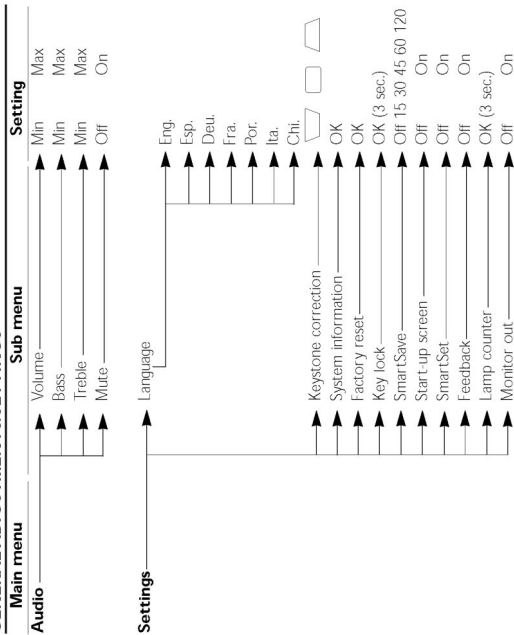 Main menu Sub menu Setting
Audio Volume Min Max
Bass Min Max
Treble Min Max
Mute Off On
Settings Language
Eng.
Esp.
Deu.
Fra.
Por.
Ita.
Chi.
Keystone correction
System information OK
Factory reset OK
Key lock OK (3 sec.)
SmartSave Off 15 30 45 60 120
Start-up screen Off On
SmartSet Off On
Feedback Off On
Lamp counter OK (3 sec.)
Monitor out Off On